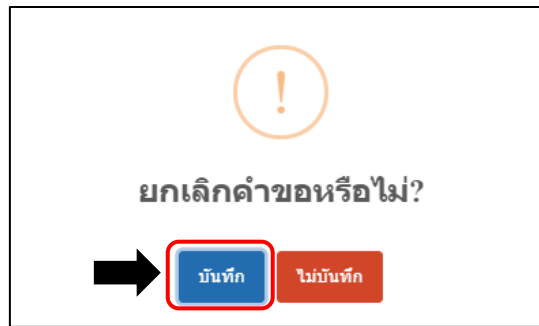 !
ยกเลิกคำขอหรือไม่?
บันทึก ไม่บันทึก